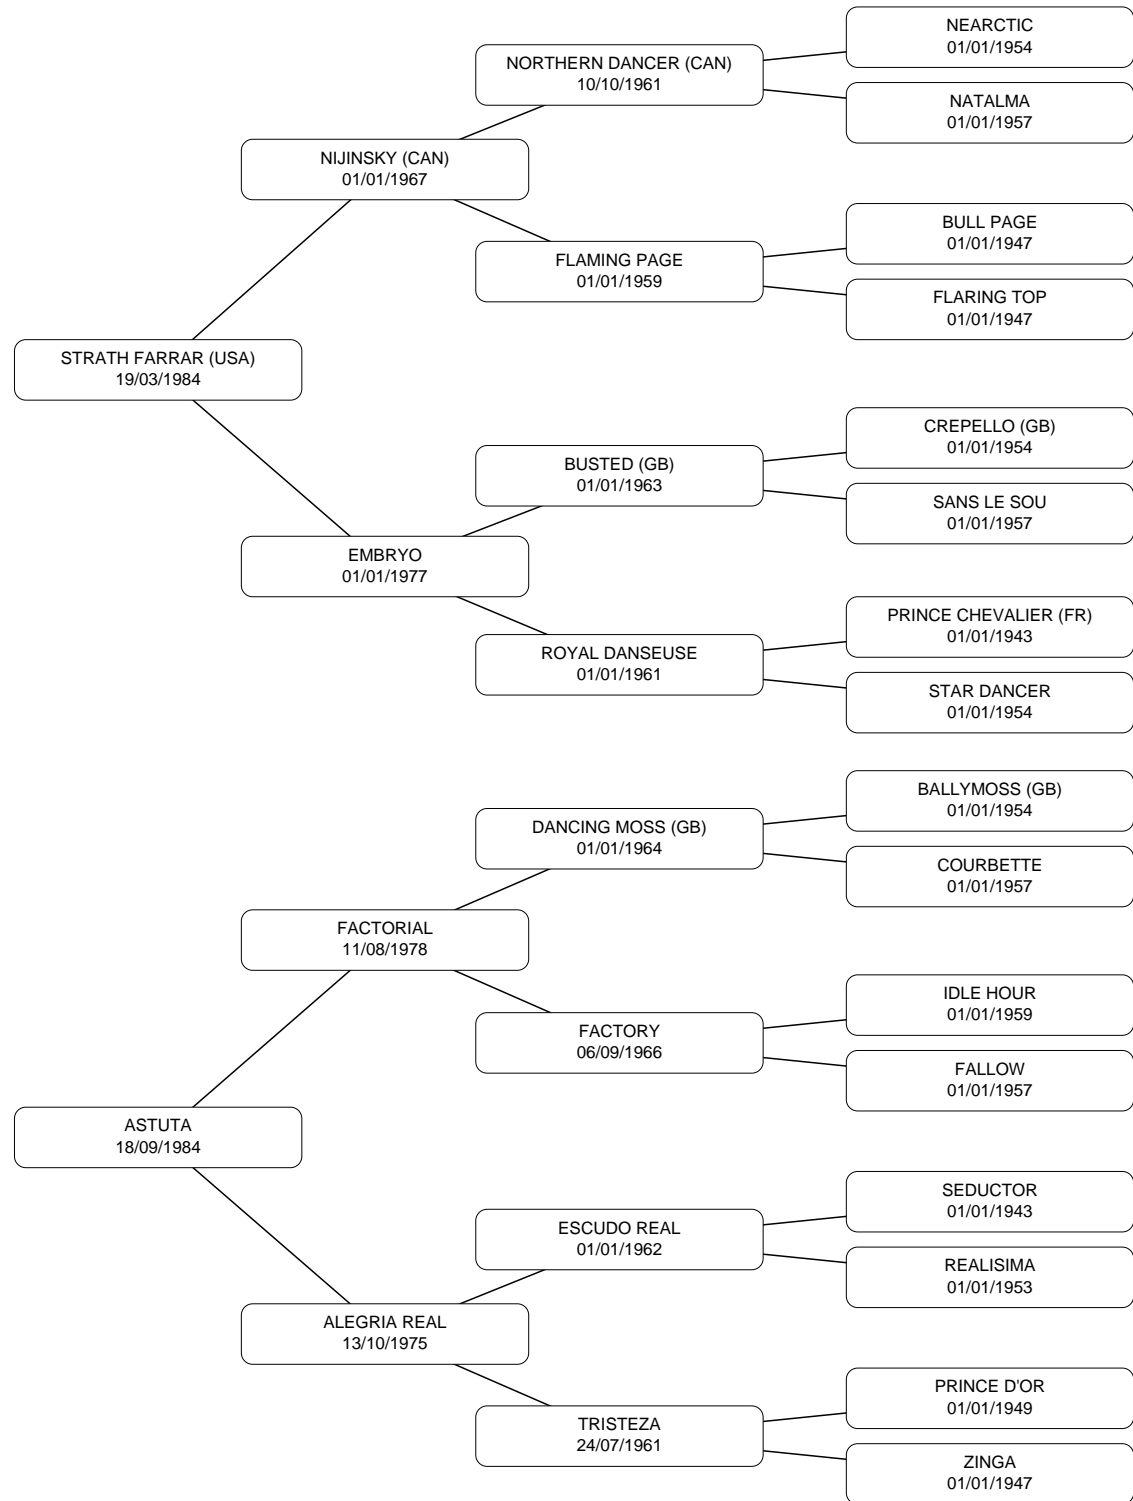 NEARCTIC
01/01/1954
NORTHERN DANCER (CAN)
10/10/1961
NATALMA
01/01/1957
NIJINSKY (CAN)
01/01/1967
BULL PAGE
01/01/1947
FLAMING PAGE
01/01/1959
FLARING TOP
01/01/1947
STRATH FARRAR (USA)
19/03/1984
CREPELLO (GB)
01/01/1954
BUSTED (GB)
01/01/1963
SANS LE SOU
01/01/1957
EMBRYO
01/01/1977
PRINCE CHEVALIER (FR)
01/01/1943
ROYAL DANSEUSE
01/01/1961
STAR DANCER
01/01/1954
BALLYMOSS (GB)
01/01/1954
DANCING MOSS (GB)
01/01/1964
COURBETTE
01/01/1957
FACTORIAL
11/08/1978
IDLE HOUR
01/01/1959
FACTORY
06/09/1966
FALLOW
01/01/1957
ASTUTA
18/09/1984
SEDUCTOR
01/01/1943
ESCUDO REAL
01/01/1962
REALISIMA
01/01/1953
ALEGRIA REAL
13/10/1975
PRINCE D'OR
01/01/1949
TRISTEZA
24/07/1961
ZINGA
01/01/1947